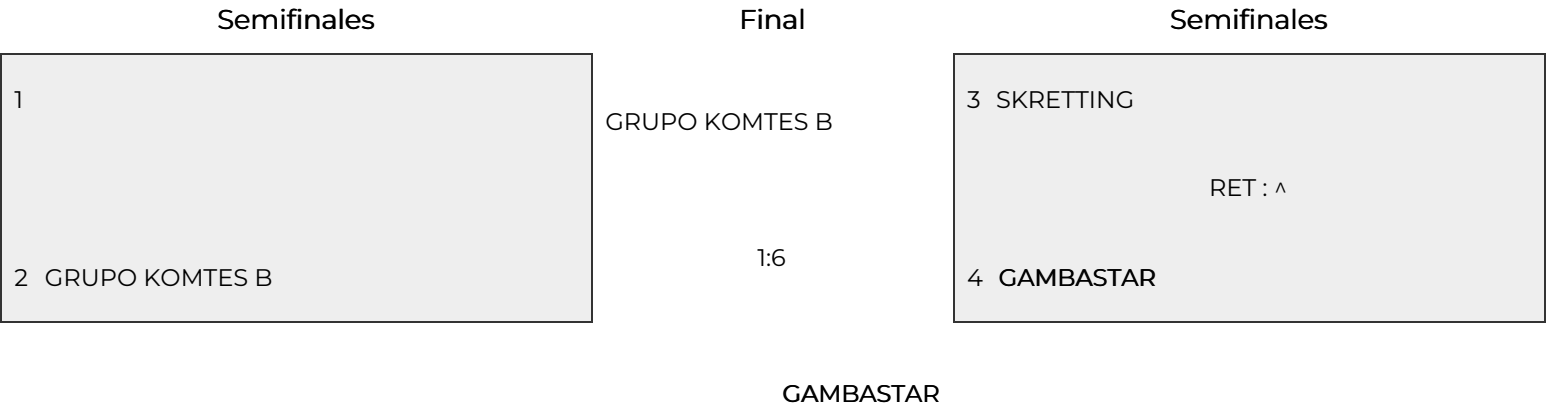 Semifinales
Final
Semifinales
1
2 GRUPO KOMTES B
GRUPO KOMTES B
1:6
GAMBASTAR
3 SKRETTING
RET : ^
4 GAMBASTAR